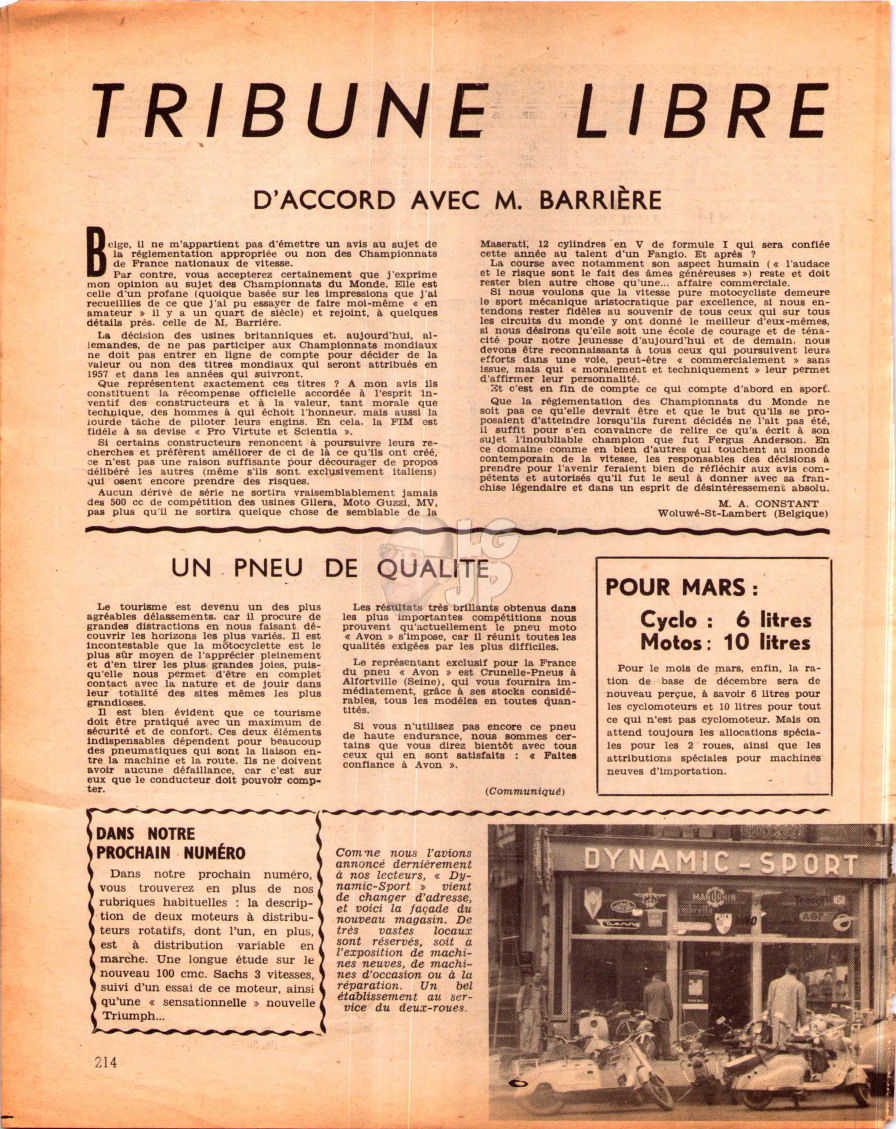 TRIBUNE LIBRE
D'ACCORD AVEC M. BARRIÈRE
Belge, il ne m'appartient pas d'émettre un avis au sujet de
la réglementation appropriée ou non des Championnats
de France nationaux de vitesse.
Par contre, vous accepterez certainement que j'exprime
mon opinion au sujet des Championnats du Monde. Elle est
celle d'un profane (quoique basée sur les impressions que j'ai
recueillies de ce que j'ai pu essayer de faire moi-même « en
amateur » il y a un quart de siècle) et rejoint, à quelques
détails près, celle de M. Barrière.
La décision des usines britanniques et, aujourd'hui, al-
lemandes, de ne pas participer aux Championnats mondiaux
ne doit pas entrer en ligne de compte pour décider de la
valeur ou non des titres mondiaux qui seront attribués en
1957 et dans les années qui suivront.
Que représentent exactement ces titres ? A mon avis ils
constituent la récompense officielle accordée à l'esprit in-
ventif des constructeurs et à la valeur, tant morale que
technique, des hommes à qui échoit l'honneur, mais aussi la
lourde tâche de piloter leurs engins. En cela, la FIM est
fidèle à sa devise « Pro Virtute et Scientia ».
Si certains constructeurs renoncent à poursuivre leurs re-
cherches et préfèrent améliorer de ci de là ce qu'ils ont créé,
ce n'est pas une raison suffisante pour décourager de propos
délibéré les autres (même s'ils sont exclusivement italiens)
qui osent encore prendre des risques.
Aucun dérivé de série ne sortira vraisemblablement jamais
des 500 cc de compétition des usines Gilera, Moto Guzzi, MV,
pas plus qu'il ne sortira quelque chose de semblable de la
Maserati, 12 cylindres en V de formule I qui sera confiée
cette année au talent d'un Fangio. Et après ?
La course avec notamment son aspect humain (« l'audace
et le risque sont le fait des âmes généreuses ») reste et doit
rester bien autre chose qu'une... affaire commerciale.
Si nous voulons que la vitesse pure motocycliste demeure
le sport mécanique aristocratique par excellence, si nous en-
tendons rester fidèles au souvenir de tous ceux qui sur tous
les circuits du monde y ont donné le meilleur d'eux-mêmes,
si nous désirons qu'elle soit une école de courage et de téna-
cité pour notre jeunesse d'aujourd'hui et de demain, nous
devons être reconnaissants à tous ceux qui poursuivent leurs
efforts dans une voie, peut-être « commercialement » sans
issue, mais qui « moralement et techniquement » leur permet
d'affirmer leur personnalité.
Et c'est en fin de compte ce qui compte d'abord en sport.
Que la réglementation des Championnats du Monde ne
soit pas ce qu'elle devrait être et que le but qu'ils se pro-
posaient d'atteindre lorsqu'ils furent décidés ne l'ait pas été,
il suffit pour s'en convaincre de relire ce qu'a écrit à son
sujet l'inoubliable champion que fut Fergus Anderson. En
ce domaine comme en bien d'autres qui touchent au monde
contemporain de la vitesse, les responsables des décisions à
prendre pour l'avenir feraient bien de réfléchir aux avis com-
pétents et autorisés qu'il fut le seul à donner avec sa fran-
chise légendaire et dans un esprit de désintéressement absolu.
M. A. CONSTANT
Woluwé-St-Lambert (Belgique)
LG
JP
UN PNEU DE QUALITE
Le tourisme est devenu un des plus
agréables délassements, car il procure de
grandes distractions en nous faisant dé-
couvrir les horizons les plus variés. Il est
incontestable que la motocyclette est le
plus sûr moyen de l'apprécier pleinement
et d'en tirer les plus grandes joies, puis-
qu'elle nous permet d'être en complet
contact avec la nature et de jouir dans
leur totalité des sites mêmes les plus
grandioses.
Il est bien évident que ce tourisme
doit être pratiqué avec un maximum de
sécurité et de confort. Ces deux éléments
indispensables dépendent pour beaucoup
des pneumatiques qui sont la liaison en-
tre la machine et la route. Ils ne doivent
avoir aucune défaillance, car c'est sur
eux que le conducteur doit pouvoir comp-
ter.
Les résultats très brillants obtenus dans
les plus importantes compétitions nous
prouvent qu'actuellement le pneu moto
« Avon » s'impose, car il réunit toutes les
qualités exigées par les plus difficiles.
Le représentant exclusif pour la France
du pneu « Avon » est Crunelle-Pneus à
Alfortville (Seine), qui vous fournira im-
médiatement, grâce à ses stocks considé-
rables, tous les modèles en toutes quan-
tités.
Si vous n'utilisez pas encore ce pneu
de haute endurance, nous sommes cer-
tains que vous direz bientôt avec tous
ceux qui en sont satisfaits : « Faites
confiance à Avon ».
(Communiqué)
POUR MARS :
Cyclo : 6 litres
Motos : 10 litres
Pour le mois de mars, enfin, la ra-
tion de base de décembre sera de
nouveau perçue, à savoir 6 litres pour
les cyclomoteurs et 10 litres pour tout
ce qui n'est pas cyclomoteur. Mais on
attend toujours les allocations spécia-
les pour les 2 roues, ainsi que les
attributions spéciales pour machines
neuves d'importation.
DANS NOTRE
PROCHAIN NUMÉRO
Dans notre prochain numéro,
vous trouverez en plus de nos
rubriques habituelles : la descrip-
tion de deux moteurs à distribu-
teurs rotatifs, dont l'un, en plus,
est à distribution variable en
marche. Une longue étude sur le
nouveau 100 cmc. Sachs 3 vitesses,
suivi d'un essai de ce moteur, ainsi
qu'une « sensationnelle » nouvelle
Triumph...
Comme nous l'avions
annoncé dernièrement
à nos lecteurs, « Dy-
namic-Sport » vient
de changer d'adresse,
et voici la façade du
nouveau magasin. De
très vastes locaux
sont réservés, soit à
l'exposition de machi-
nes neuves, de machi-
nes d'occasion ou à la
réparation. Un bel
établissement au ser-
vice du deux-roues.
DYNAMIC-SPORT
214